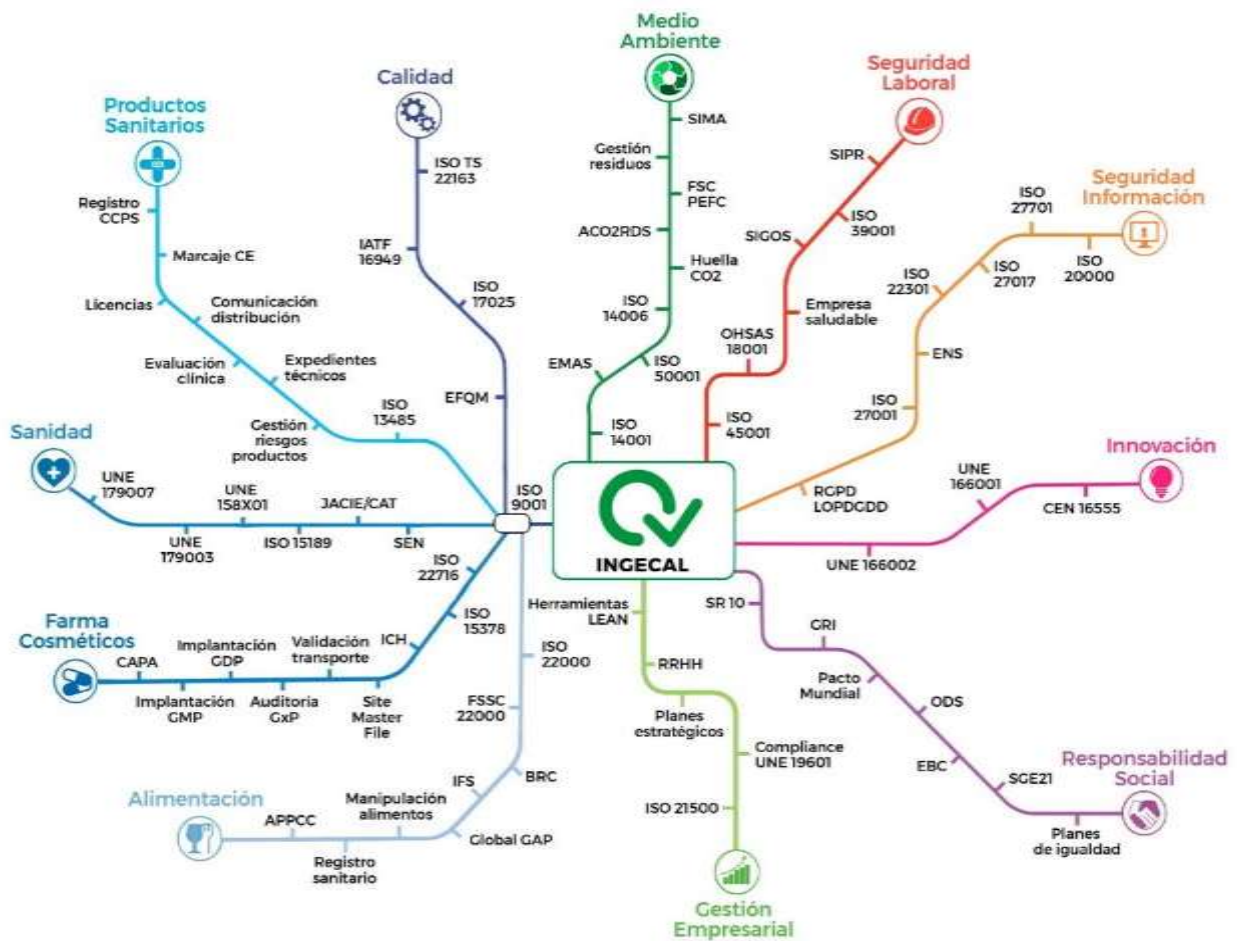 Medio
Ambiente
SIMA
Gestión
residuos
FSC
PEFC
ACO2RDS
Huella
CO2
ISO
14006
EMAS
ISO
50001
ISO
14001
Calidad
ISO TS
22163
IATF
16949
ISO
17025
EFQM
ISO
9001
Productos
Sanitarios
Registro
CCPS
Marcaje CE
Licencias
Comunicación
distribución
Evaluación
clínica
Expedientes
técnicos
Gestión
riesgos
productos
ISO
13485
Sanidad
UNE
179007
UNE
179003
UNE
158X01
ISO 15189
JACIE/CAT
SEN
Farma
Cosméticos
CAPA
Implantación
GMP
Implantación
GDP
Auditoria
GxP
Validación
transporte
Site
Master
File
ICH
ISO
15378
ISO
22716
Alimentación
APPCC
Registro
sanitario
Manipulación
alimentos
Global GAP
IFS
BRC
FSSC
22000
ISO
22000
INGECAL
Seguridad
Laboral
SIPR
ISO
39001
SIGOS
Empresa
saludable
OHSAS
18001
ISO
45001
Seguridad
Información
ISO
27701
ISO
20000
ISO
27017
ISO
22301
ENS
ISO
27001
RGPD
LOPDGDD
Innovación
UNE
166001
CEN 16555
UNE 166002
Responsabilidad
Social
SR 10
GRI
Pacto
Mundial
ODS
EBC
SGE21
Planes
de igualdad
Herramientas
LEAN
RRHH
Planes
estratégicos
Compliance
UNE 19601
ISO 21500
Gestión
Empresarial